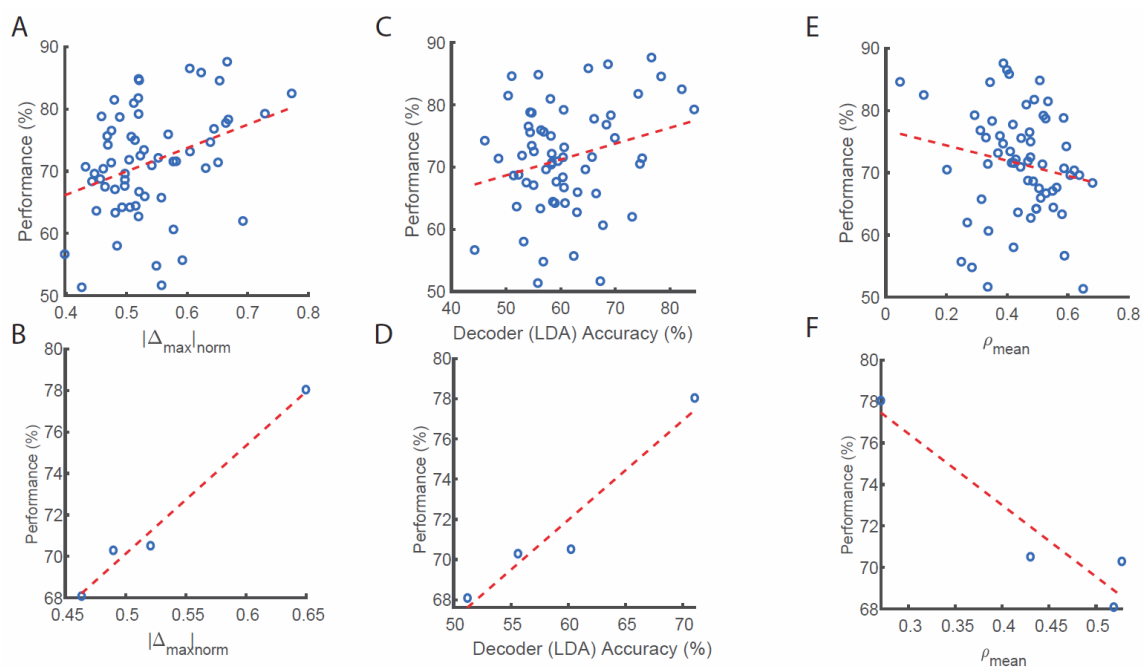 A
Performance (%)
90
80
70
60
50
0.4 0.5 0.6 0.7 0.8
|Δmax|norm
C
Performance (%)
90
80
70
60
50
40 50 60 70 80
Decoder (LDA) Accuracy (%)
E
Performance (%)
90
80
70
60
50
0 0.2 0.4 0.6 0.8
ρmean
B
Performance (%)
80
78
76
74
72
70
68
0.45 0.5 0.55 0.6 0.65
|Δmax|norm
D
Performance (%)
80
78
76
74
72
70
68
50 55 60 65 70
Decoder (LDA) Accuracy (%)
F
Performance (%)
80
78
76
74
72
70
68
0.3 0.35 0.4 0.45 0.5
ρmean